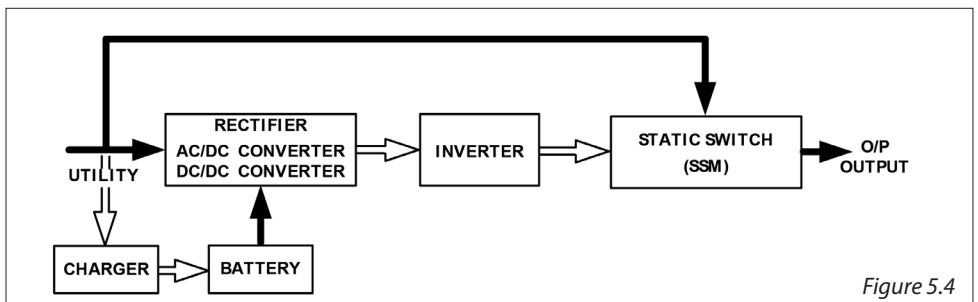 RECTIFIER
AC/DC CONVERTER
DC/DC CONVERTER
INVERTER
STATIC SWITCH
(SSM)
O/P
OUTPUT
UTILITY
CHARGER
BATTERY
Figure 5.4